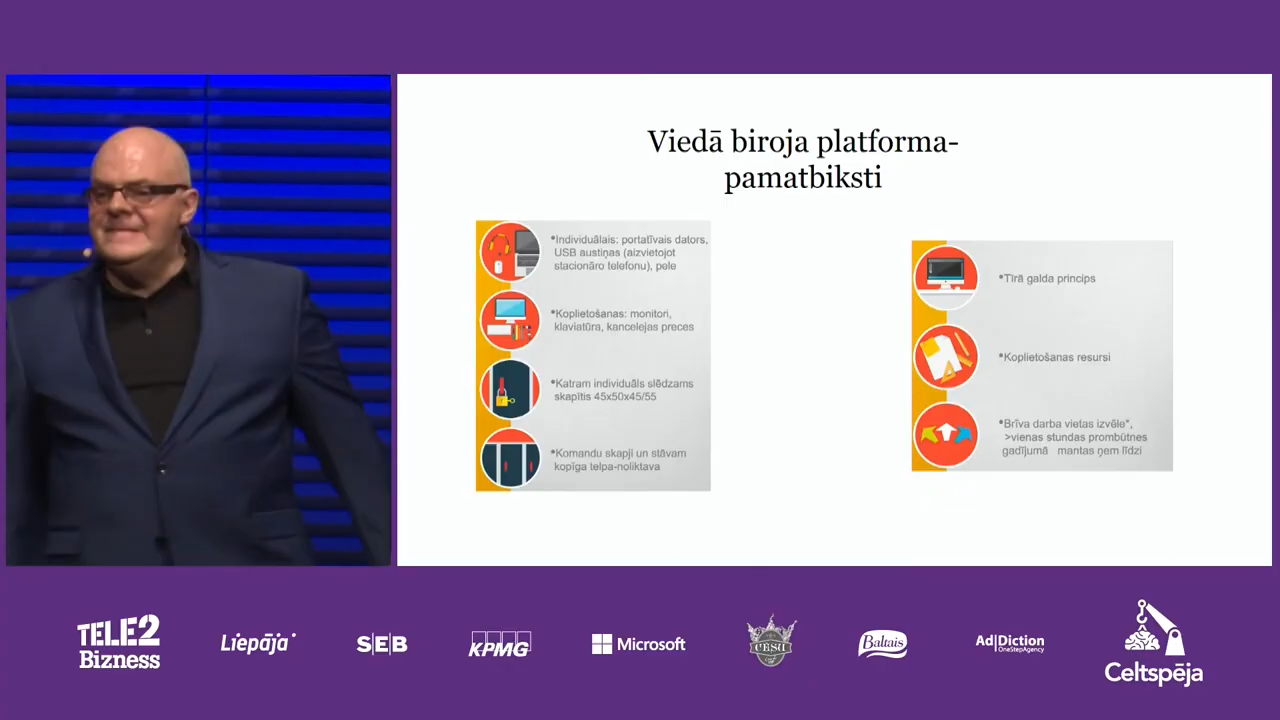 Viedā biroja platforma-
pamatbiksti
•Individuālais: portatīvais dators,
USB austiņas (aizvietojot
stacionāro telefonu), pele
•Koplietošanas: monitori,
klaviatūra, kancelejas preces
•Katram individuāls slēdzams
skapītis 45x50x45/55
•Komandu skapji un stāvam
kopīga telpa-noliktava
•Tīrā galda princips
•Koplietošanas resursi
•Brīva darba vietas izvēle*,
>vienas stundas prombūtnes
gadījumā mantas ņem līdzi
TELE2
Bizness
Liepāja
S|E|B
KPMG
Microsoft
Baltais
Ad|Diction
OneStepAgency
Celtspēja